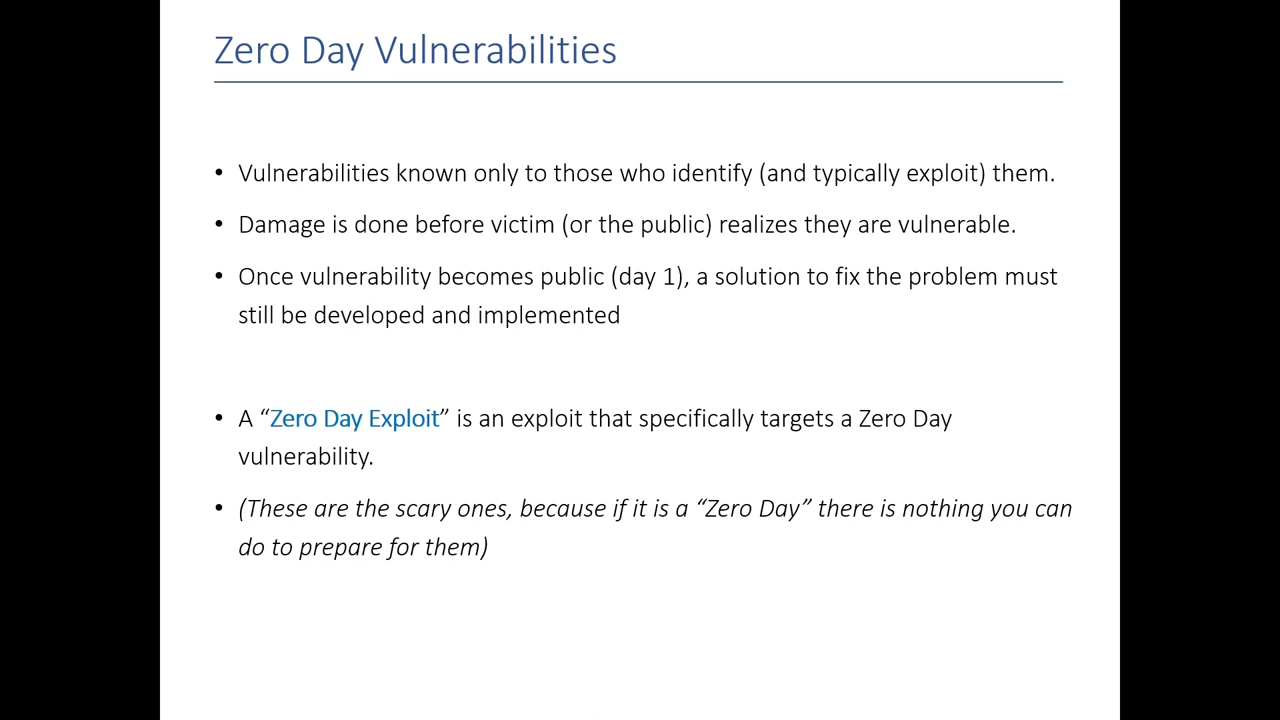 Zero Day Vulnerabilities
• Vulnerabilities known only to those who identify (and typically exploit) them.
• Damage is done before victim (or the public) realizes they are vulnerable.
• Once vulnerability becomes public (day 1), a solution to fix the problem must
still be developed and implemented
• A “Zero Day Exploit” is an exploit that specifically targets a Zero Day
vulnerability.
• (These are the scary ones, because if it is a “Zero Day” there is nothing you can
do to prepare for them)